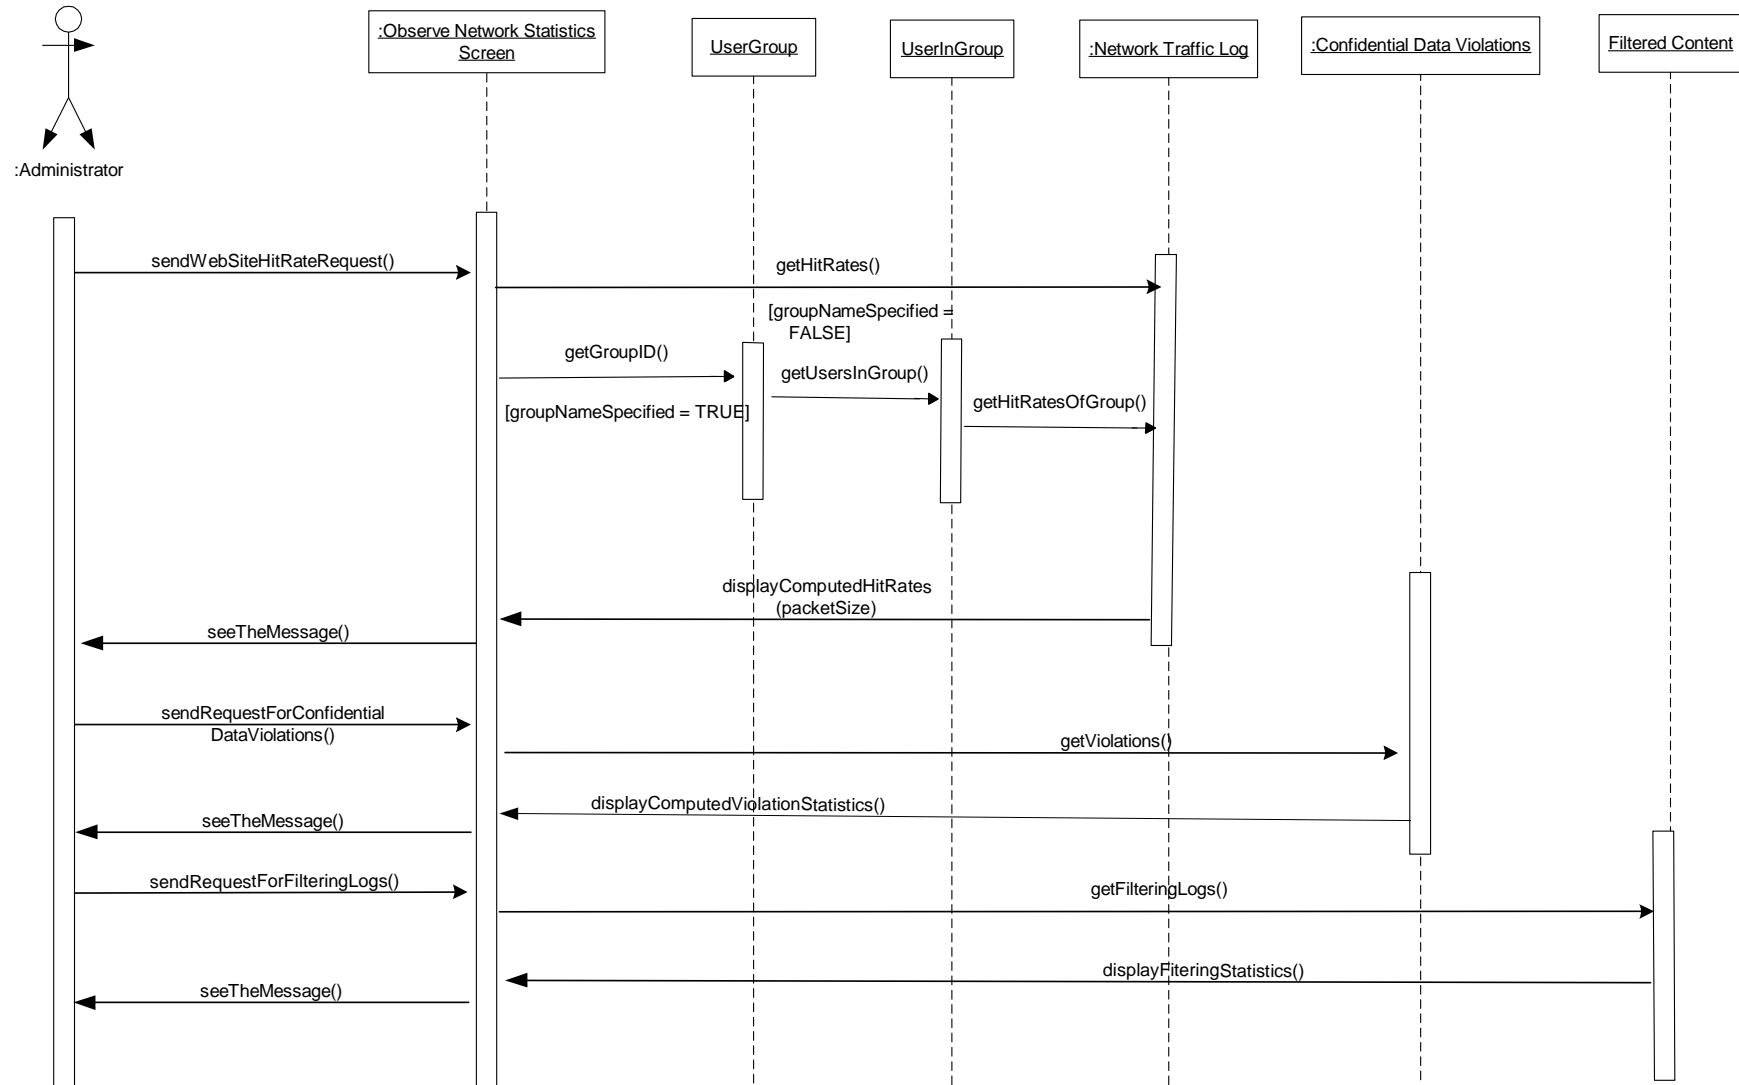 :Administrator
:Observe Network Statistics
Screen
UserGroup
UserInGroup
:Network Traffic Log
:Confidential Data Violations
Filtered Content
sendWebSiteHitRateRequest()
getHitRates()
[groupNameSpecified =
FALSE]
getGroupID()
getUsersInGroup()
[groupNameSpecified = TRUE]
getHitRatesOfGroup()
displayComputedHitRates
(packetSize)
seeTheMessage()
sendRequestForConfidential
DataViolations()
getViolations()
displayComputedViolationStatistics()
seeTheMessage()
sendRequestForFilteringLogs()
getFilteringLogs()
displayFiteringStatistics()
seeTheMessage()